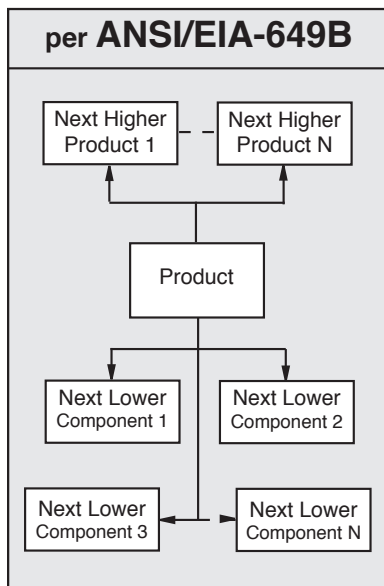 per ANSI/EIA-649B
Next Higher
Product 1
Next Higher
Product N
Product
Next Lower
Component 1
Next Lower
Component 2
Next Lower
Component 3
Next Lower
Component N